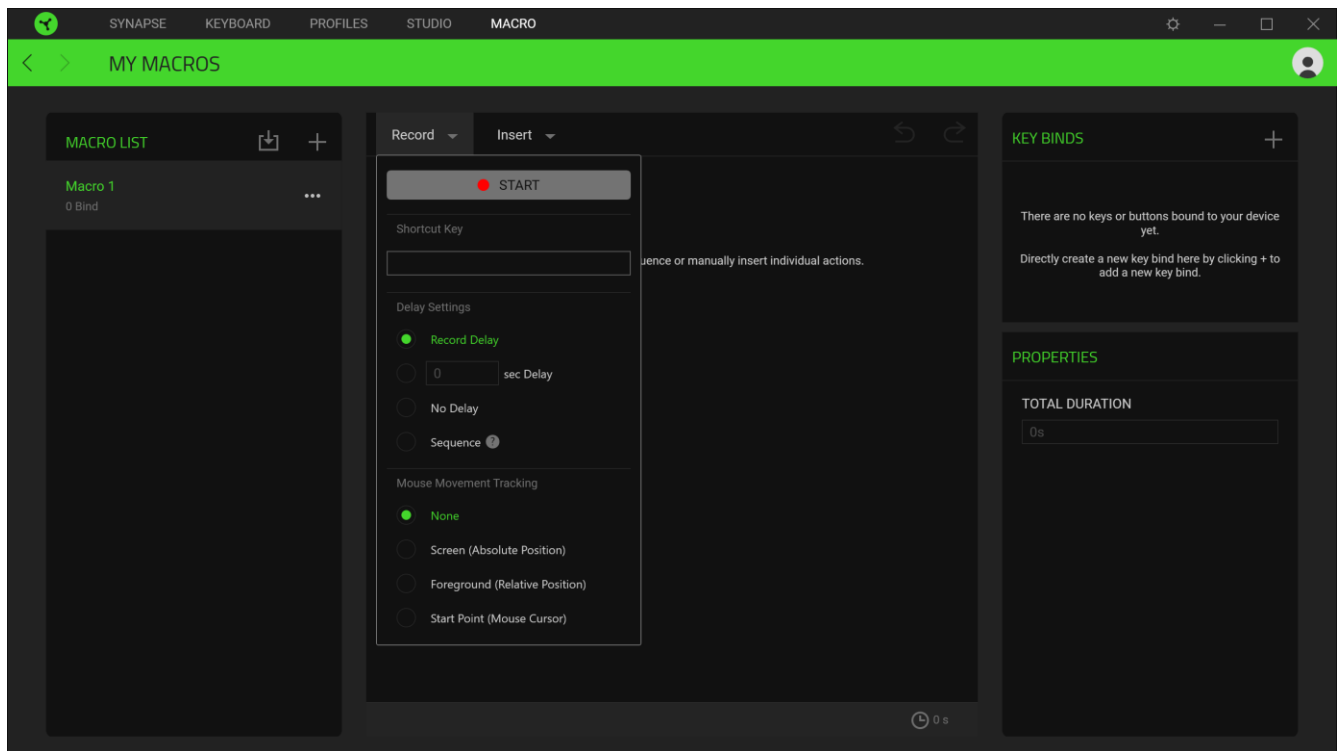 SYNAPSE KEYBOARD PROFILES STUDIO MACRO
MY MACROS
MACRO LIST
Macro 1
0 Bind
Record Insert
START
Shortcut Key
uence or manually insert individual actions.
Delay Settings
Record Delay
0 sec Delay
No Delay
Sequence ?
Mouse Movement Tracking
None
Screen (Absolute Position)
Foreground (Relative Position)
Start Point (Mouse Cursor)
0 s
KEY BINDS
There are no keys or buttons bound to your device
yet.
Directly create a new key bind here by clicking + to
add a new key bind.
PROPERTIES
TOTAL DURATION
0s